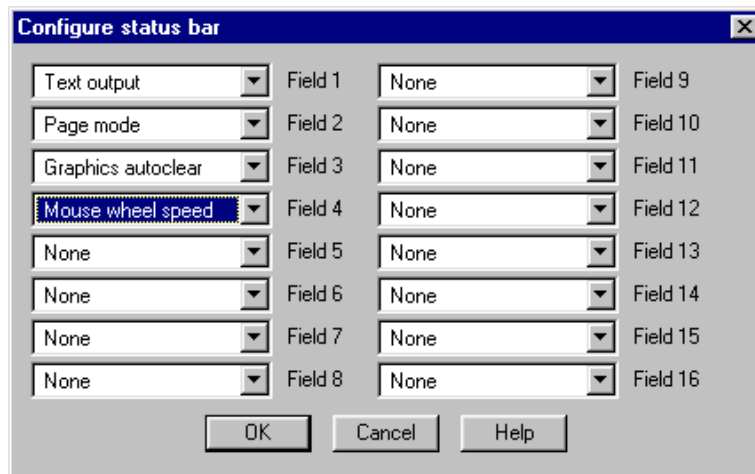 Configure status bar
Text output Field 1 None Field 9
Page mode Field 2 None Field 10
Graphics autoclear Field 3 None Field 11
Mouse wheel speed Field 4 None Field 12
None Field 5 None Field 13
None Field 6 None Field 14
None Field 7 None Field 15
None Field 8 None Field 16
OK Cancel Help